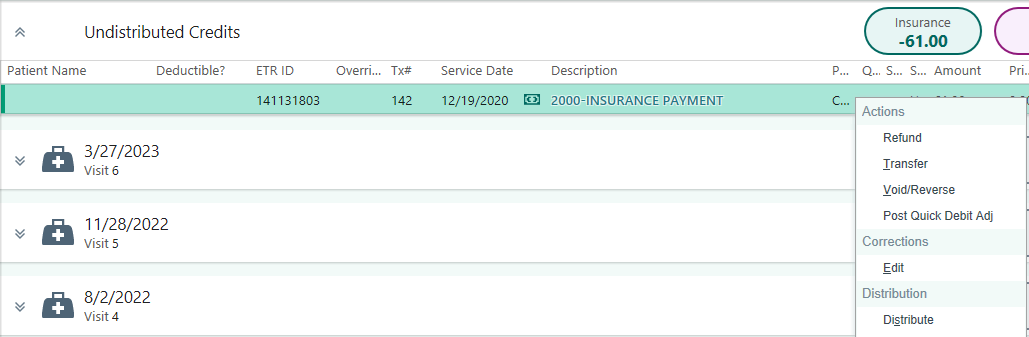 Undistributed Credits
Insurance
-61.00
Patient Name Deductible? ETR ID Overri... Tx# Service Date Description P... Q... S... S... Amount Pri...
141131803 142 12/19/2020 2000-INSURANCE PAYMENT C...
Actions
Refund
Transfer
Void/Reverse
Post Quick Debit Adj
Corrections
Edit
Distribution
Distribute
3/27/2023
Visit 6
11/28/2022
Visit 5
8/2/2022
Visit 4